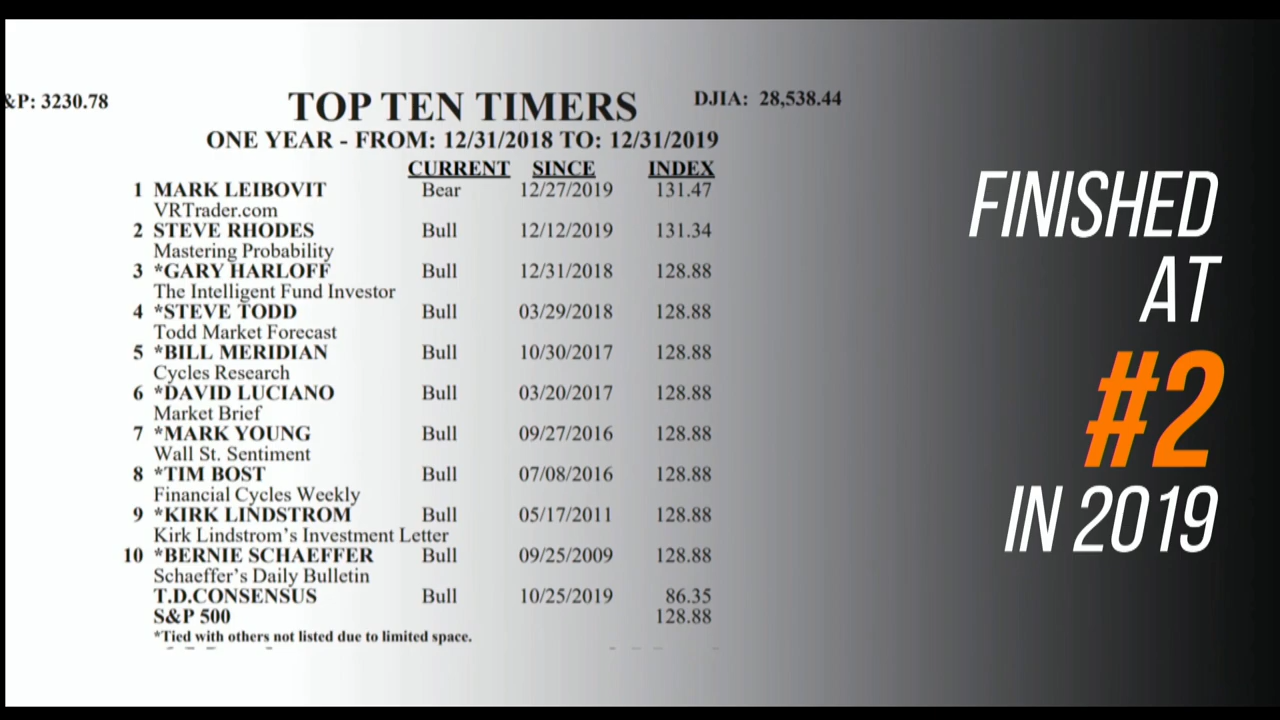 &P: 3230.78
TOP TEN TIMERS
DJIA: 28,538.44
ONE YEAR - FROM: 12/31/2018 TO: 12/31/2019
CURRENT SINCE INDEX
1 MARK LEIBOVIT Bear 12/27/2019 131.47
VRTrader.com
2 STEVE RHODES Bull 12/12/2019 131.34
Mastering Probability
3 *GARY HARLOFF Bull 12/31/2018 128.88
The Intelligent Fund Investor
4 *STEVE TODD Bull 03/29/2018 128.88
Todd Market Forecast
5 *BILL MERIDIAN Bull 10/30/2017 128.88
Cycles Research
6 *DAVID LUCIANO Bull 03/20/2017 128.88
Market Brief
7 *MARK YOUNG Bull 09/27/2016 128.88
Wall St. Sentiment
8 *TIM BOST Bull 07/08/2016 128.88
Financial Cycles Weekly
9 *KIRK LINDSTROM Bull 05/17/2011 128.88
Kirk Lindstrom's Investment Letter
10 *BERNIE SCHAEFFER Bull 09/25/2009 128.88
Schaeffer's Daily Bulletin
T.D.CONSENSUS Bull 10/25/2019 86.35
S&P 500 128.88
*Tied with others not listed due to limited space.
FINISHED
AT
#2
IN 2019